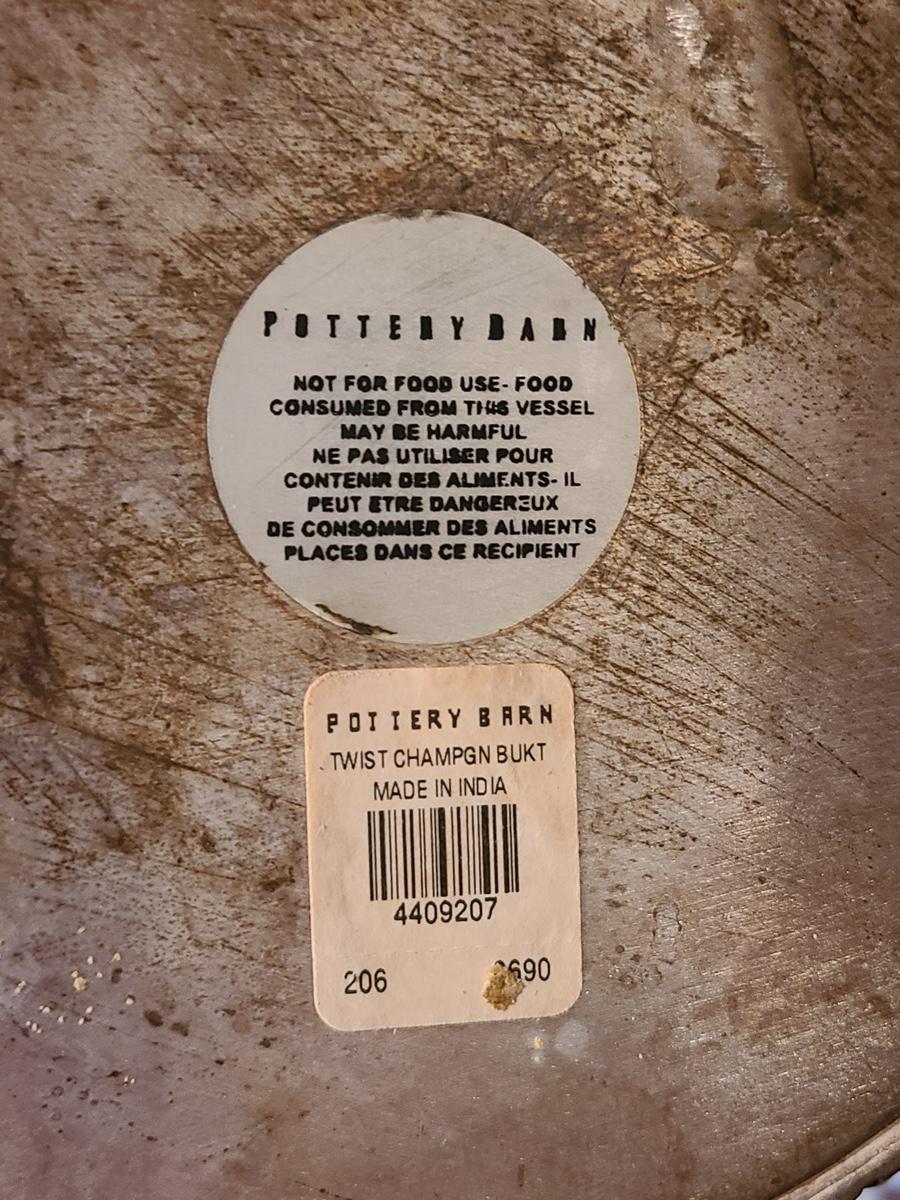 POTTERY BARN
NOT FOR FOOD USE- FOOD
CONSUMED FROM THIS VESSEL
MAY BE HARMFUL
NE PAS UTILISER POUR
CONTENIR DES ALIMENTS- IL
PEUT ETRE DANGEREUX
DE CONSOMMER DES ALIMENTS
PLACES DANS CE RECIPIENT
POTTERY BARN
TWIST CHAMPGN BUKT
MADE IN INDIA
4409207
206